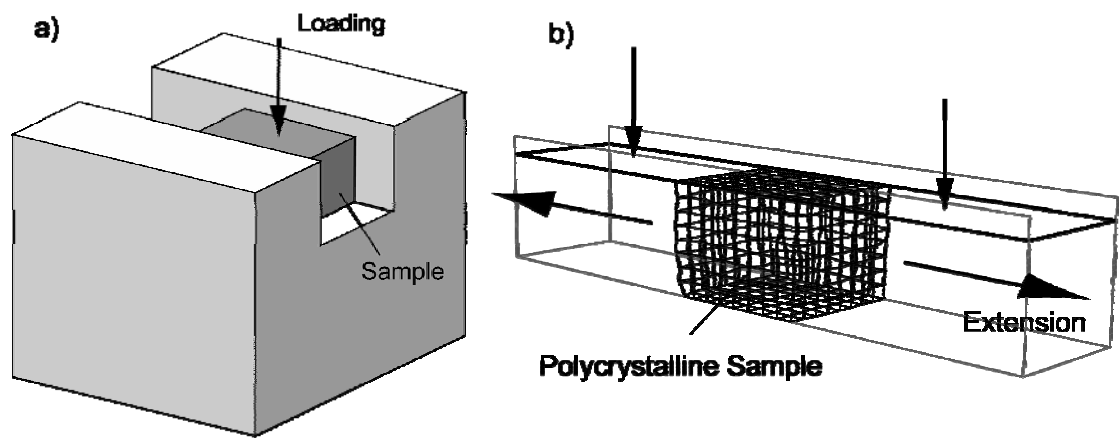 a)
Loading
Sample
b)
Extension
Polycrystalline Sample